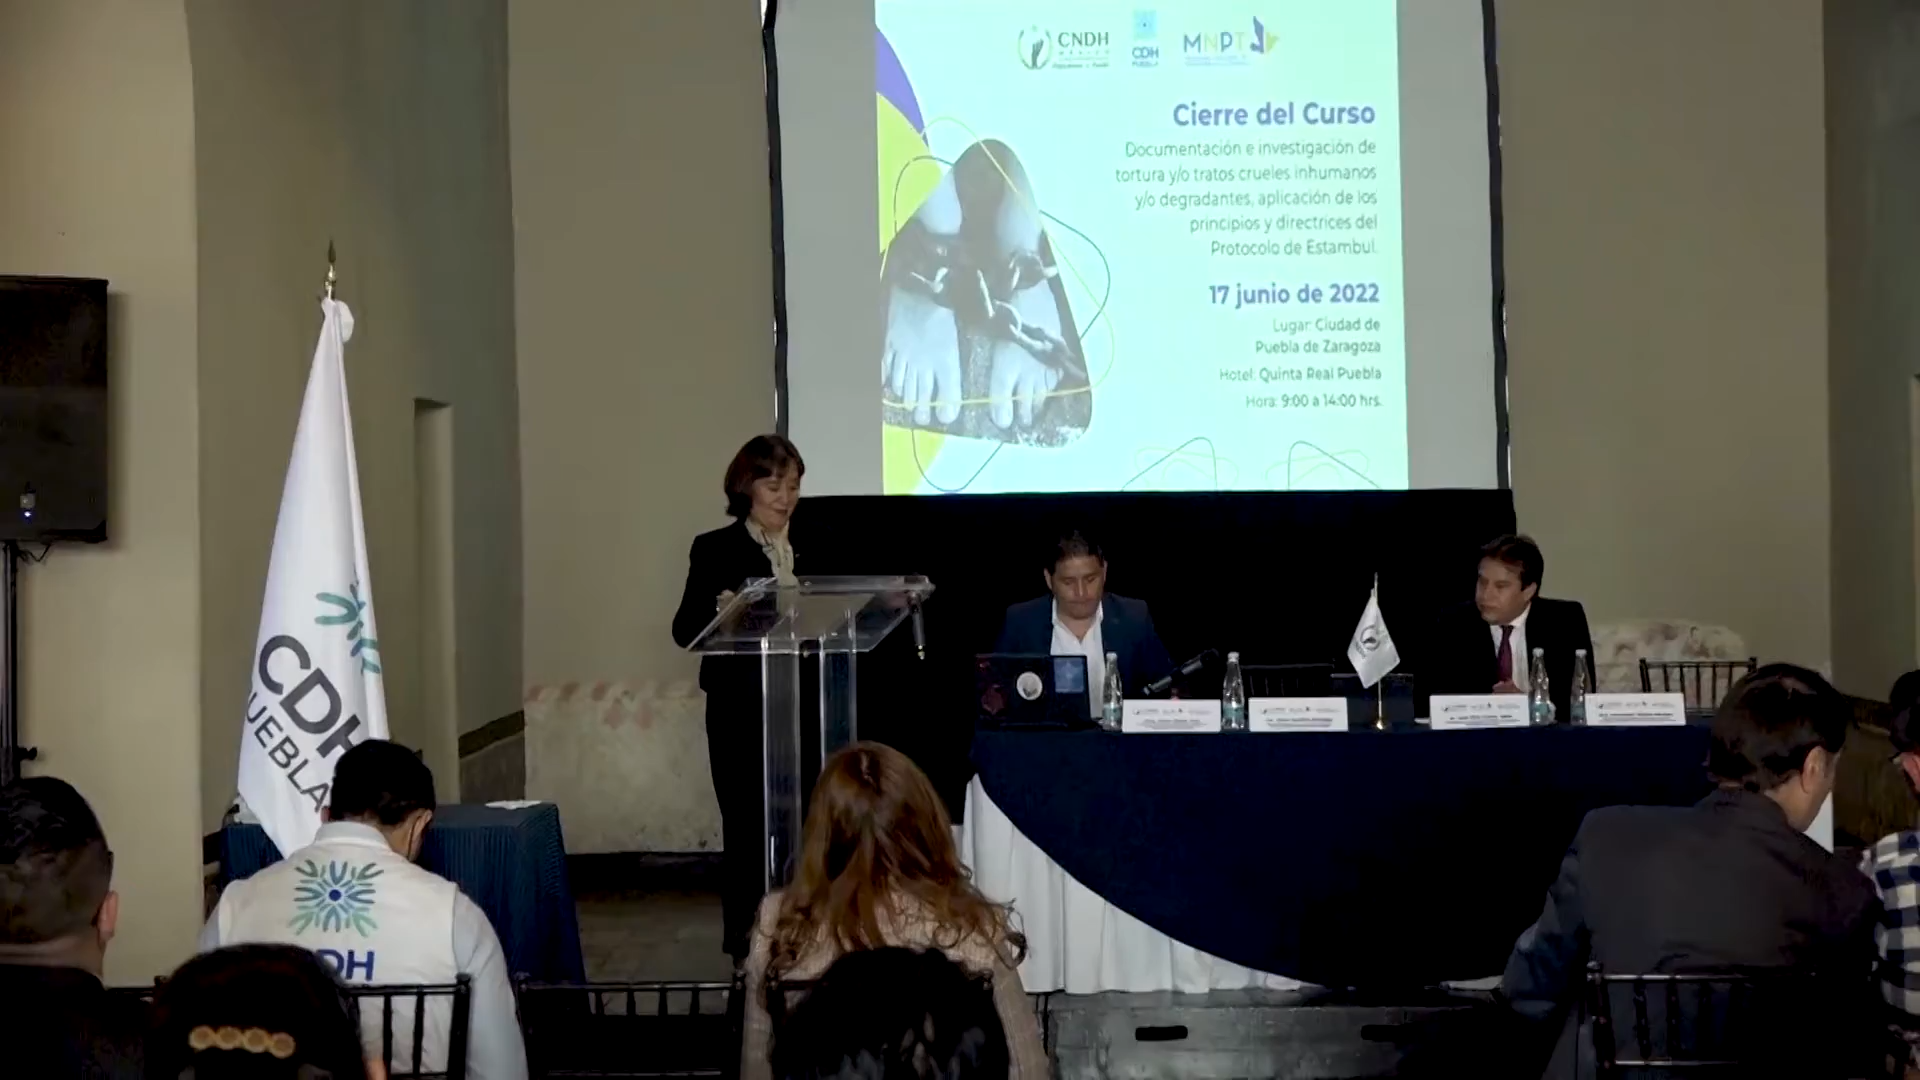 CNDH
MÉXICO
CDH
PUEBLA
MNPT
Cierre del Curso
Documentación e investigación de
tortura y/o tratos crueles inhumanos
y/o degradantes, aplicación de los
principios y directrices del
Protocolo de Estambul.
17 junio de 2022
Lugar: Ciudad de
Puebla de Zaragoza
Hotel: Quinta Real Puebla
Hora: 9:00 a 14:00 hrs.
CDH
PUEBLA
DH